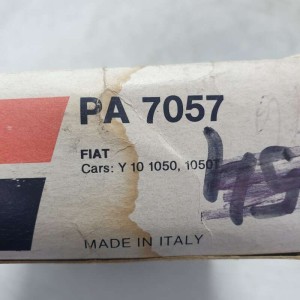 PA 7057
FIAT
Cars: Y 10 1050, 1050T
MADE IN ITALY